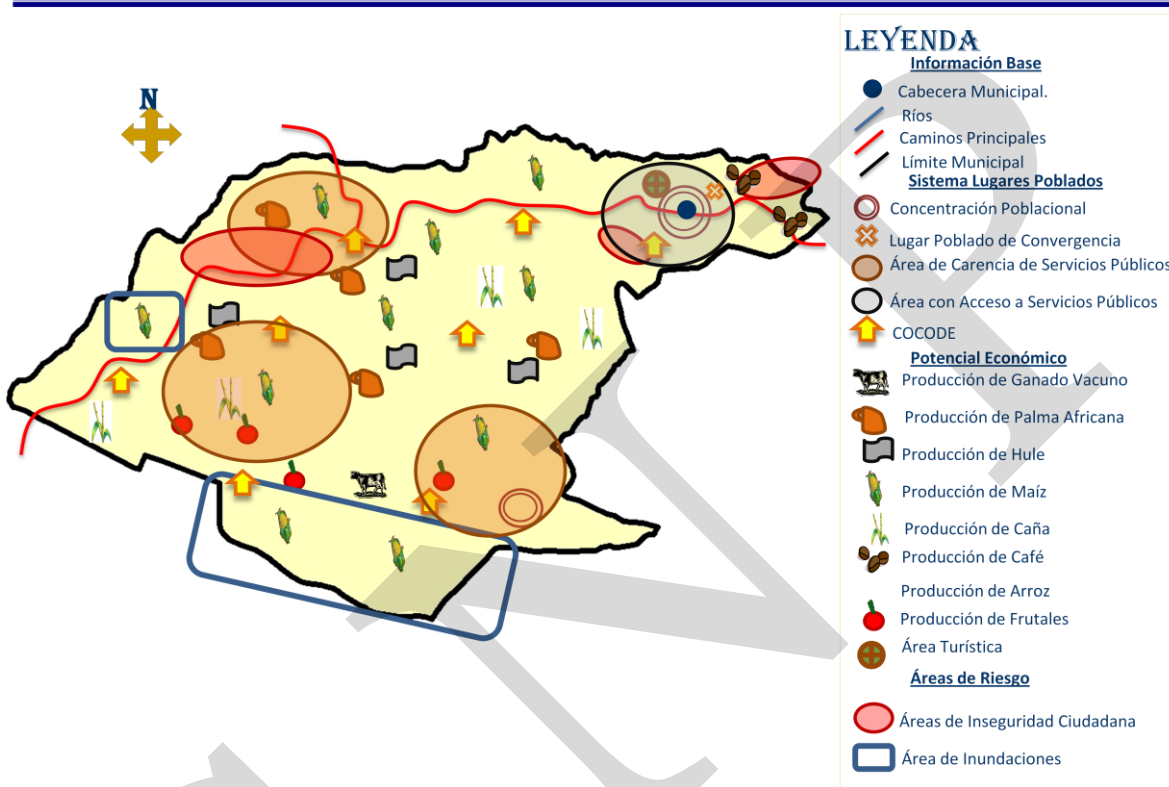 N
LEYENDA
Información Base
Cabecera Municipal.
Ríos
Caminos Principales
Límite Municipal
Sistema Lugares Poblados
Concentración Poblacional
Lugar Poblado de Convergencia
Área de Carencia de Servicios Públicos
Área con Acceso a Servicios Públicos
COCODE
Potencial Económico
Producción de Ganado Vacuno
Producción de Palma Africana
Producción de Hule
Producción de Maíz
Producción de Caña
Producción de Café
Producción de Arroz
Producción de Frutales
Área Turística
Áreas de Riesgo
Áreas de Inseguridad Ciudadana
Área de Inundaciones